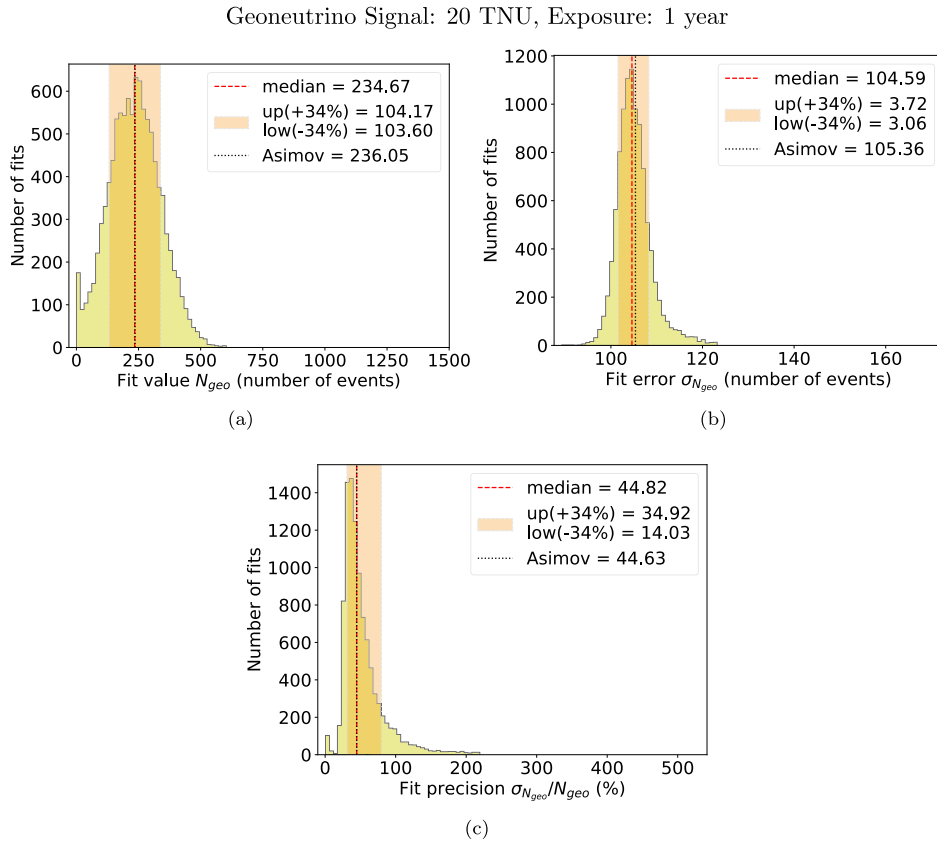 Geoneutrino Signal: 20 TNU, Exposure: 1 year
Number of fits
600
500
400
300
200
100
0
median = 234.67
up(+34%) = 104.17
low(-34%) = 103.60
Asimov = 236.05
0 250 500 750 1000 1250 1500
Fit value N_geo (number of events)
(a)
Number of fits
1200
1000
800
600
400
200
0
median = 104.59
up(+34%) = 3.72
low(-34%) = 3.06
Asimov = 105.36
100 120 140 160
Fit error σ_N_geo (number of events)
(b)
Number of fits
1400
1200
1000
800
600
400
200
0
median = 44.82
up(+34%) = 34.92
low(-34%) = 14.03
Asimov = 44.63
0 100 200 300 400 500
Fit precision σ_N_geo/N_geo (%)
(c)